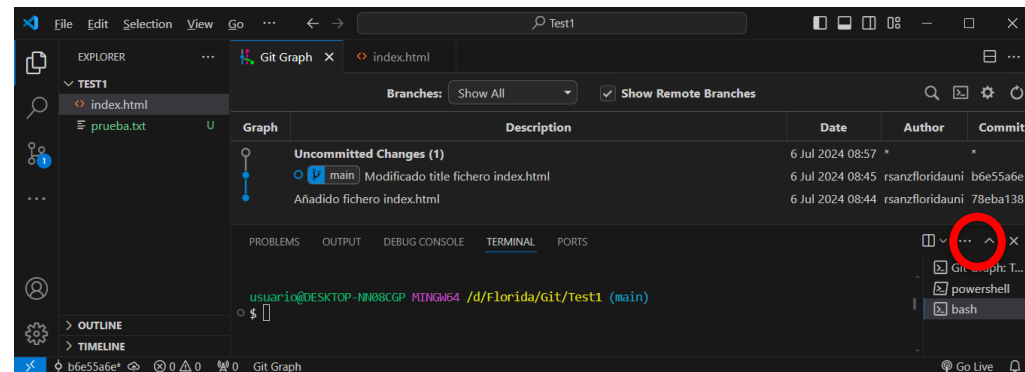 File Edit Selection View Go ··· Test1
EXPLORER ···
TEST1
index.html
prueba.txt U
OUTLINE
TIMELINE
1
Git Graph index.html ···
Branches: Show All Show Remote Branches
Graph Description Date Author Commit
Uncommitted Changes (1) 6 Jul 2024 08:57 * *
main Modificado title fichero index.html 6 Jul 2024 08:45 rsanzfloridauni b6e55a6e
Añadido fichero index.html 6 Jul 2024 08:44 rsanzfloridauni 78eba138
PROBLEMS OUTPUT DEBUG CONSOLE TERMINAL PORTS ···
usuario@DESKTOP-NN08CGP MINGW64 /d/Florida/Git/Test1 (main)
$
Git Graph: T...
powershell
bash
b6e55a6e* 0 0 0 Git Graph Go Live